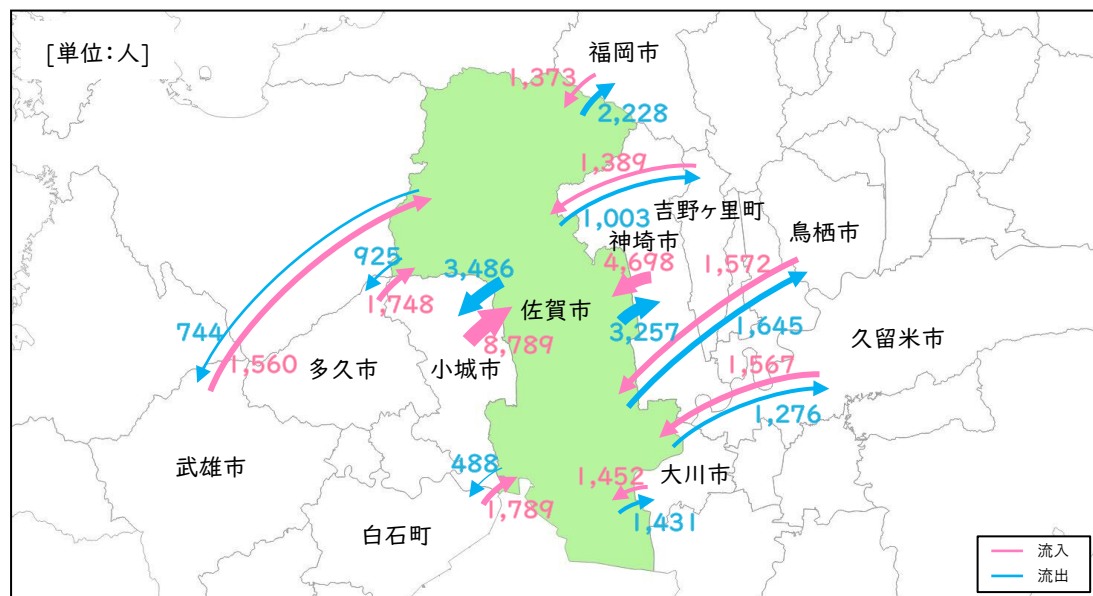 [単位:人]
福岡市
1,373
2,228
1,389
1,003
吉野ヶ里町
神埼市
鳥栖市
4,698
3,257
1,572
1,645
925
1,748
3,486
8,789
佐賀市
744
1,560
多久市
小城市
久留米市
1,567
1,276
武雄市
488
1,789
白石町
1,452
1,431
大川市
流入
流出